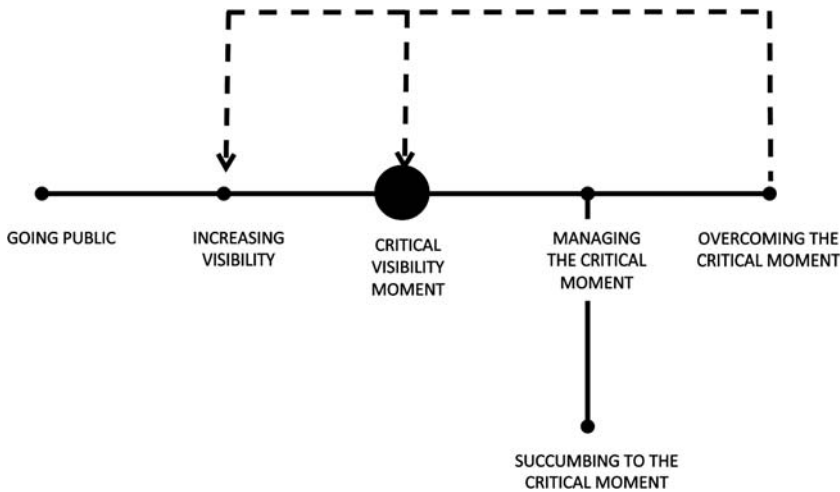 GOING PUBLIC
INCREASING
VISIBILITY
CRITICAL
VISIBILITY
MOMENT
MANAGING
THE CRITICAL
MOMENT
OVERCOMING THE
CRITICAL MOMENT
SUCCUMBING TO THE
CRITICAL MOMENT